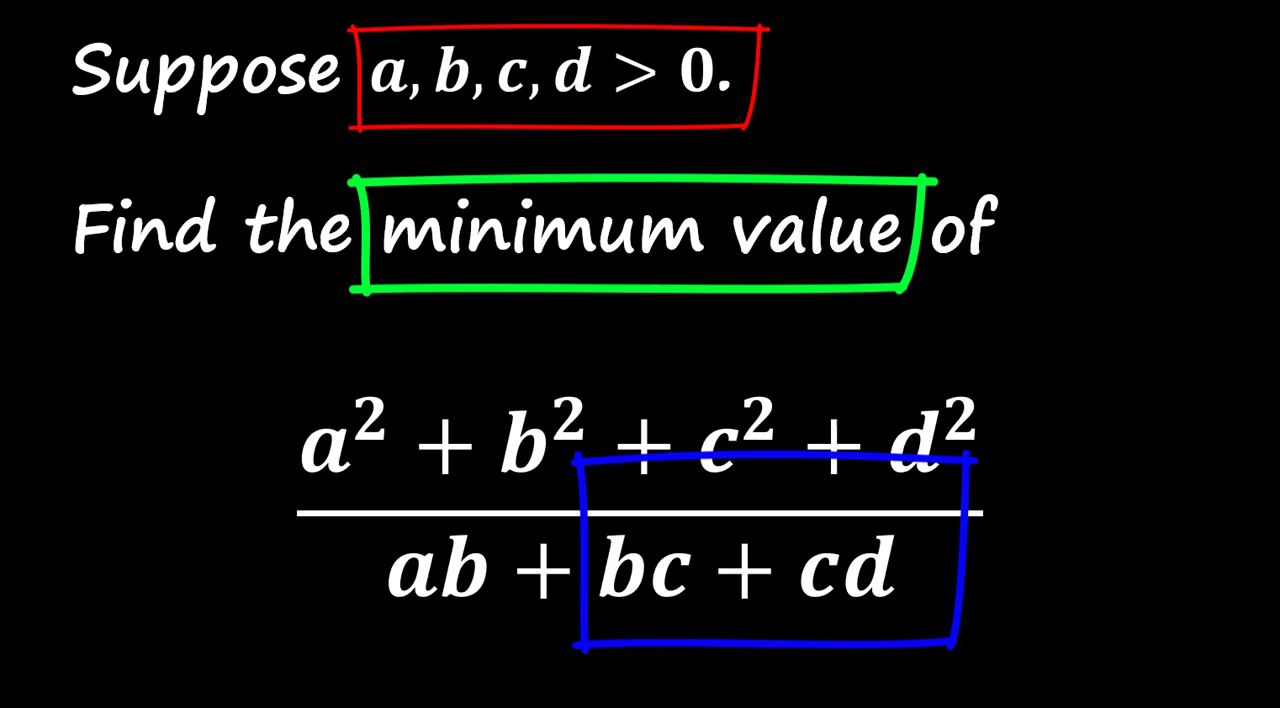 Suppose a, b, c, d > 0.
Find the minimum value of
a² + b² + c² + d²
ab + bc + cd